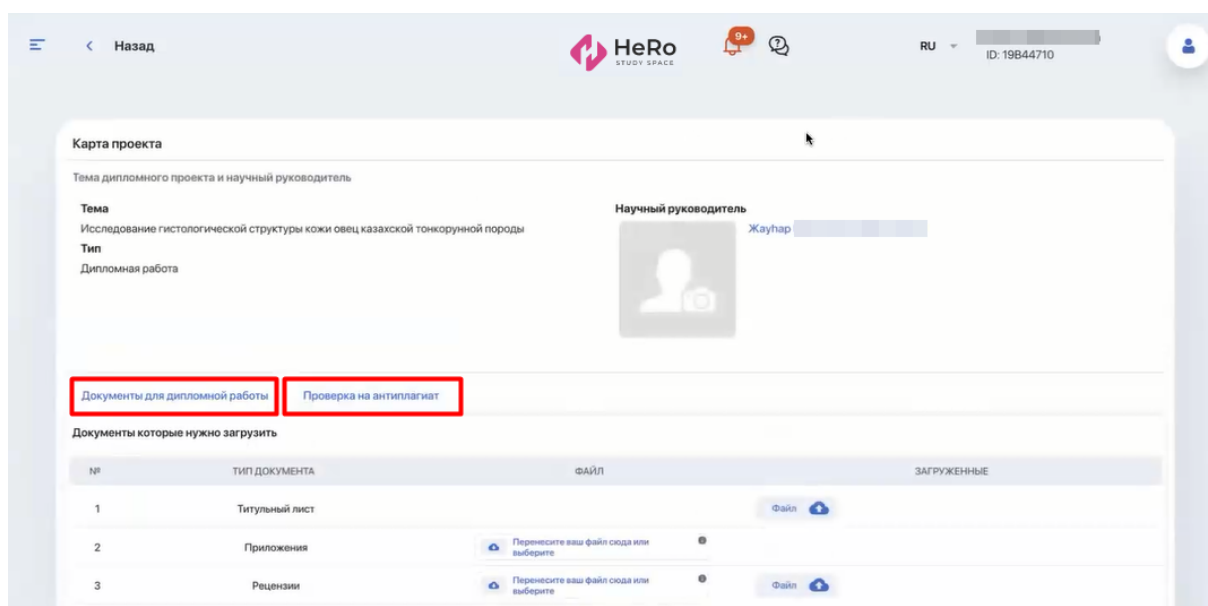 Назад
HeRo
STUDY SPACE
9+
RU
ID: 19B44710
Карта проекта
Тема дипломного проекта и научный руководитель
Тема
Исследование гистологической структуры кожи овец казахской тонкорунной породы
Тип
Дипломная работа
Научный руководитель
Жауhар
Документы для дипломной работы
Проверка на антиплагиат
Документы которые нужно загрузить
№ ТИП ДОКУМЕНТА ФАЙЛ ЗАГРУЖЕННЫЕ
1 Титульный лист Файл
2 Приложения Перенесите ваш файл сюда или
выберите
3 Рецензии Перенесите ваш файл сюда или
выберите Файл